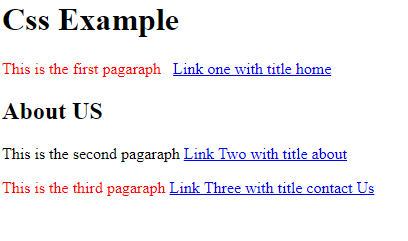 Css Example
This is the first pagaraph Link one with title home
About US
This is the second pagaraph Link Two with title about
This is the third pagaraph Link Three with title contact Us